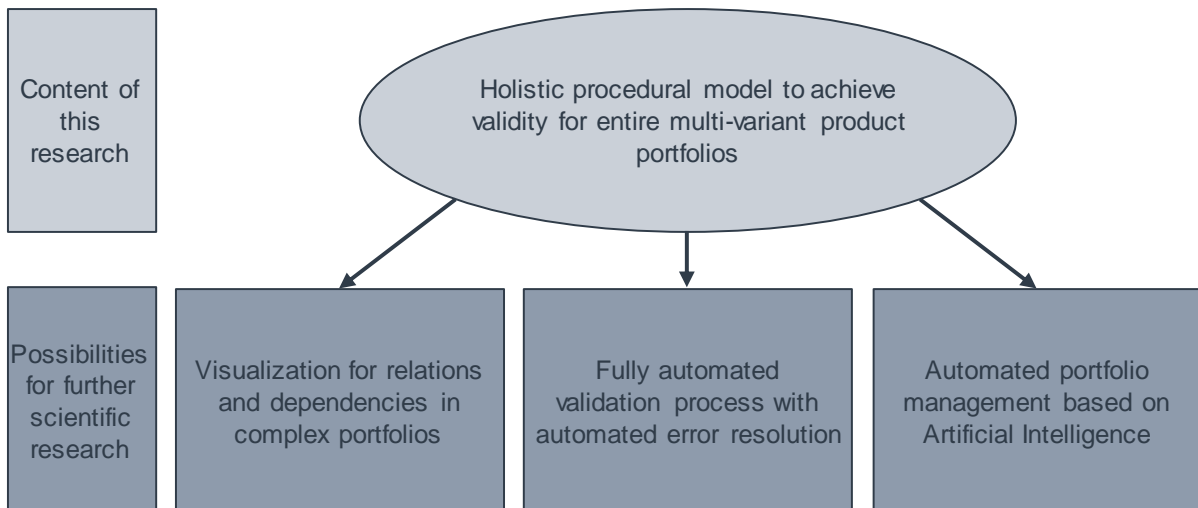 Content of
this
research
Holistic procedural model to achieve
validity for entire multi-variant product
portfolios
Possibilities
for further
scientific
research
Visualization for relations
and dependencies in
complex portfolios
Fully automated
validation process with
automated error resolution
Automated portfolio
management based on
Artificial Intelligence